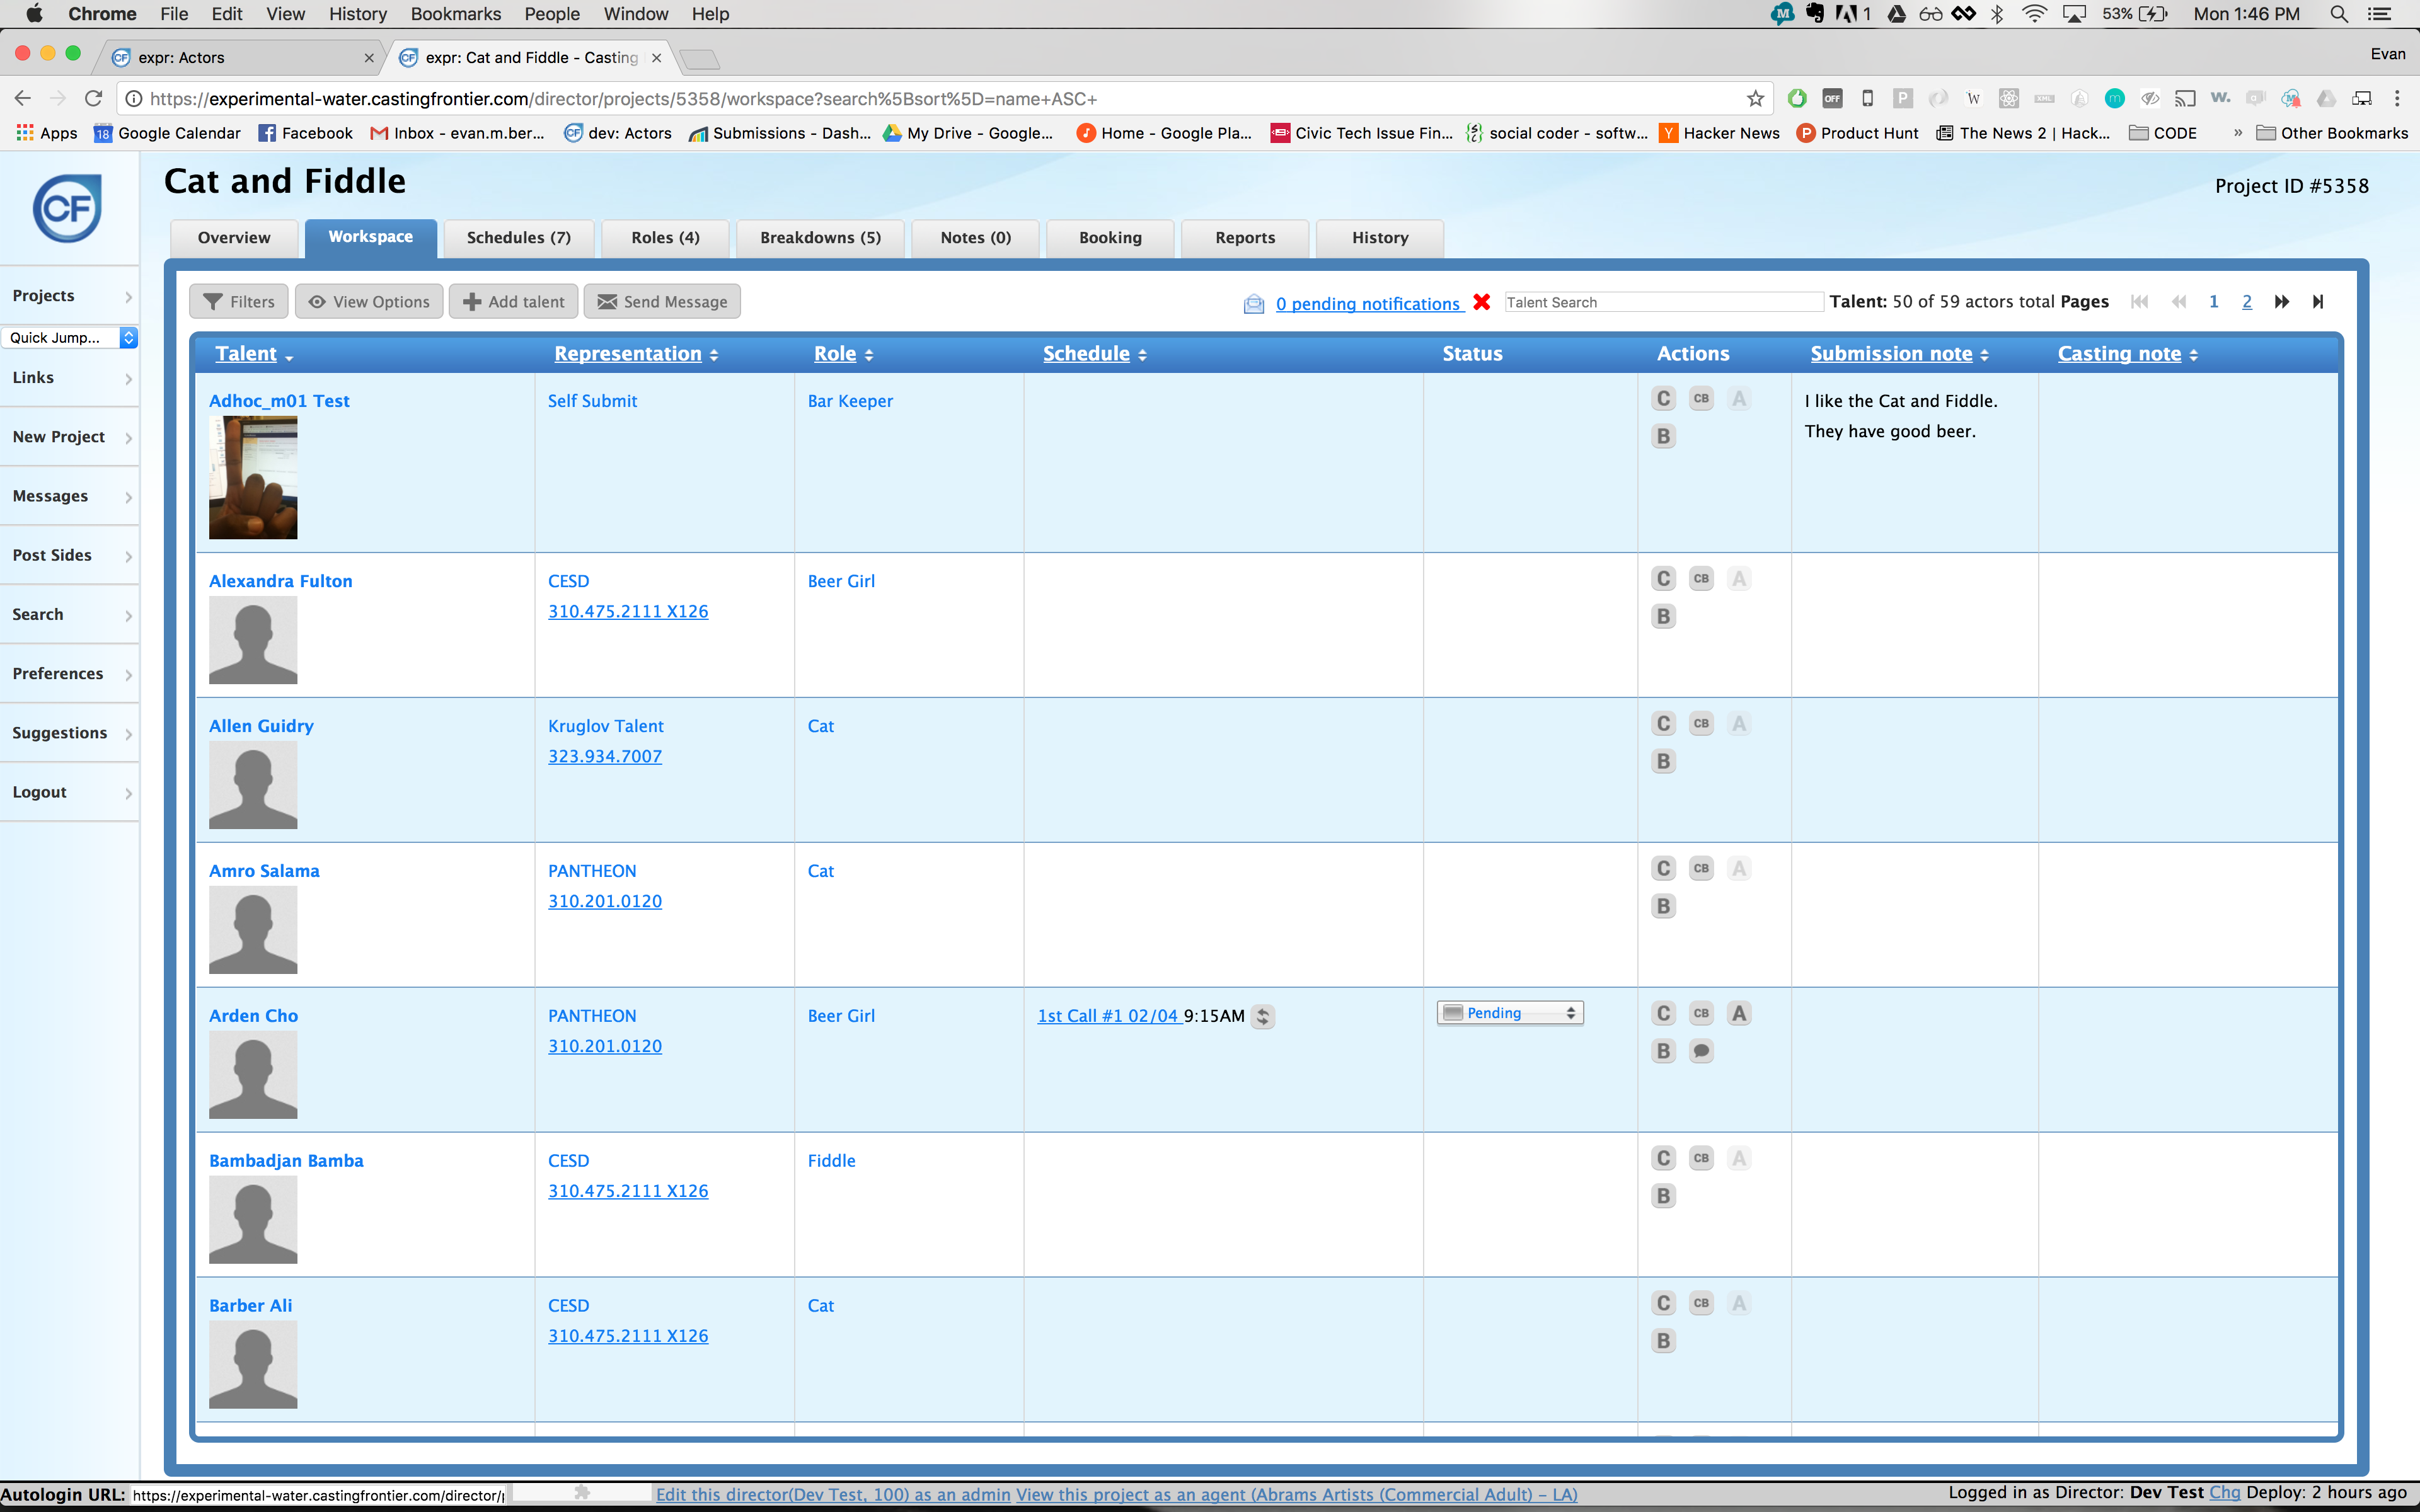 Chrome File Edit View History Bookmarks People Window Help 1 53% Mon 1:46 PM
expr: Actors expr: Cat and Fiddle - Casting Evan
https://experimental-water.castingfrontier.com/director/projects/5358/workspace?search%5Bsort%5D=name+ASC+
Apps 18 Google Calendar Facebook Inbox - evan.m.ber... dev: Actors Submissions - Dash... My Drive - Google... Home - Google Pla... Civic Tech Issue Fin... social coder - softw... Hacker News Product Hunt The News 2 | Hack... CODE » Other Bookmarks
CF
Cat and Fiddle
Project ID #5358
Overview Workspace Schedules (7) Roles (4) Breakdowns (5) Notes (0) Booking Reports History
Projects
Quick Jump...
Links
New Project
Messages
Post Sides
Search
Preferences
Suggestions
Logout
Filters View Options Add talent Send Message 0 pending notifications Talent Search Talent: 50 of 59 actors total Pages 1 2
Talent Representation Role Schedule Status Actions Submission note Casting note
Adhoc_m01 Test Self Submit Bar Keeper C CB A I like the Cat and Fiddle.
B They have good beer.
Alexandra Fulton CESD Beer Girl C CB A
310.475.2111 X126 B
Allen Guidry Kruglov Talent Cat C CB A
323.934.7007 B
Amro Salama PANTHEON Cat C CB A
310.201.0120 B
Arden Cho PANTHEON Beer Girl 1st Call #1 02/04 9:15AM Pending C CB A
310.201.0120 B
Bambadjan Bamba CESD Fiddle C CB A
310.475.2111 X126 B
Barber Ali CESD Cat C CB A
310.475.2111 X126 B
Autologin URL: https://experimental-water.castingfrontier.com/director/p Edit this director(Dev Test, 100) as an admin View this project as an agent (Abrams Artists (Commercial Adult) - LA) Logged in as Director: Dev Test Chg Deploy: 2 hours ago